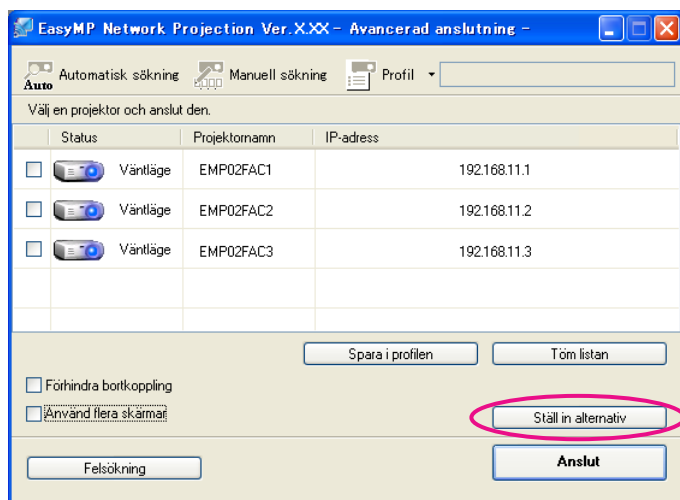 EasyMP Network Projection Ver.X.XX – Avancerad anslutning –
Auto Automatisk sökning Manuell sökning Profil
Välj en projektor och anslut den.
Status Projektornamn IP-adress
Vänteläge EMP02FAC1 192.168.11.1
Vänteläge EMP02FAC2 192.168.11.2
Vänteläge EMP02FAC3 192.168.11.3
Spara i profilen Töm listan
Förhindra bortkoppling
Använd flera skärmar Ställ in alternativ
Felsökning Anslut